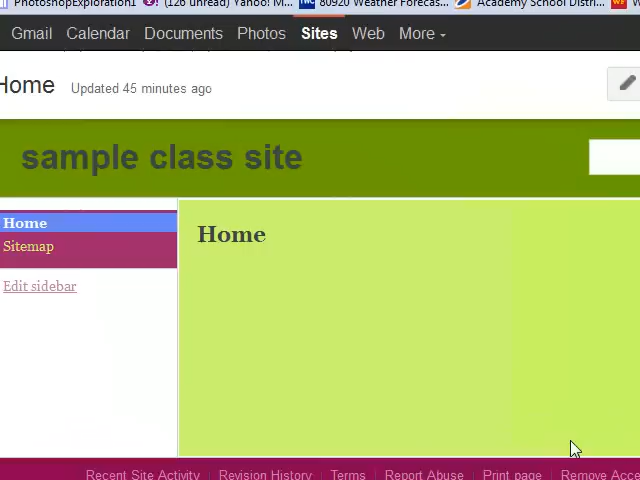 PhotoshopExploration1 (126 unread) Yahoo! M... 80920 Weather Forecas... Academy School Distri...
Gmail Calendar Documents Photos Sites Web More
Home Updated 45 minutes ago
sample class site
Home
Sitemap
Edit sidebar
Home
Recent Site Activity Revision History Terms Report Abuse Print page Remove Acce